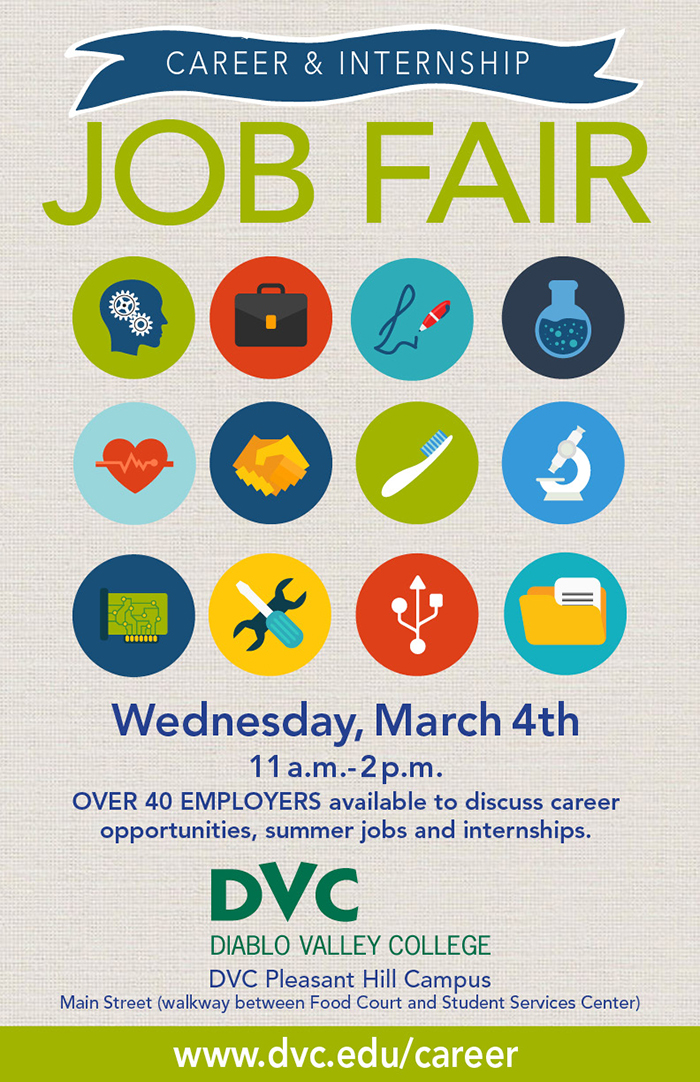 CAREER & INTERNSHIP
JOB FAIR
Wednesday, March 4th
11 a.m.-2 p.m.
OVER 40 EMPLOYERS available to discuss career
opportunities, summer jobs and internships.
DVC
DIABLO VALLEY COLLEGE
DVC Pleasant Hill Campus
Main Street (walkway between Food Court and Student Services Center)
www.dvc.edu/career